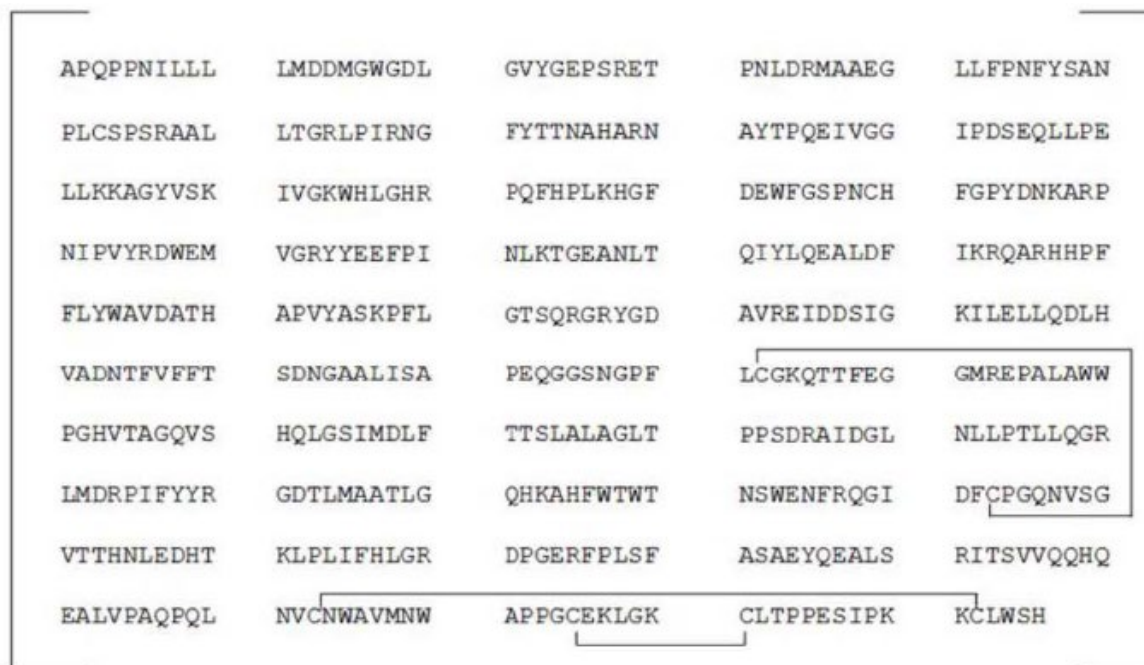 APQPPNILLL LMDDMGWGDL GVYGEPSRET PNLDRMAAEG LLFPNFYSAN
PLCSPSRAAL LTGRLPIRNG FYTTNAHARN AYTPQEIVGG IPDSEQLLPE
LLKKAGYVSK IVGKWHLGHR PQFHPLKHGF DEWFGSPNCH FGPYDNKARP
NIPVYRDWEM VGRYYEEFPI NLKTGEANLT QIYLQEALDF IKRQARHHPF
FLYWAVDATH APVYASKPFL GTSQRGRYGD AVREIDDSIG KILELLQDLH
VADNTFVFFT SDNGAALISA PEQGGSNGPF LCGKQTTFEG GMREPALAWW
PGHVTAGQVS HQLGSIMDLF TTSLALAGLT PPSDRAIDGL NLLPTLLQGR
LMDRPIFYYR GDTLMAATLG QHKAHFWTWT NSWENFRQGI DFCPGQNVSG
VTTHNLEDHT KLPLIFHLGR DPGERFPLSF ASAEYQEALS RITSVVQQHQ
EALVPAQPQL NVCNWAVMNW APPGCEKLGK CLTPPESIPK KCLWSH